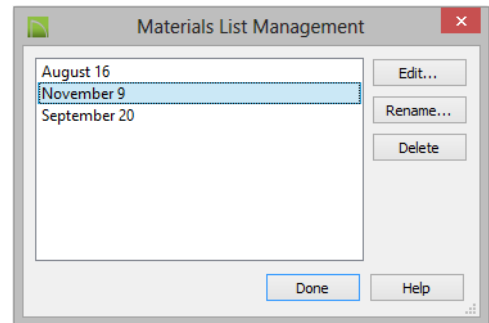 Materials List Management
August 16
November 9
September 20
Edit...
Rename...
Delete
Done
Help